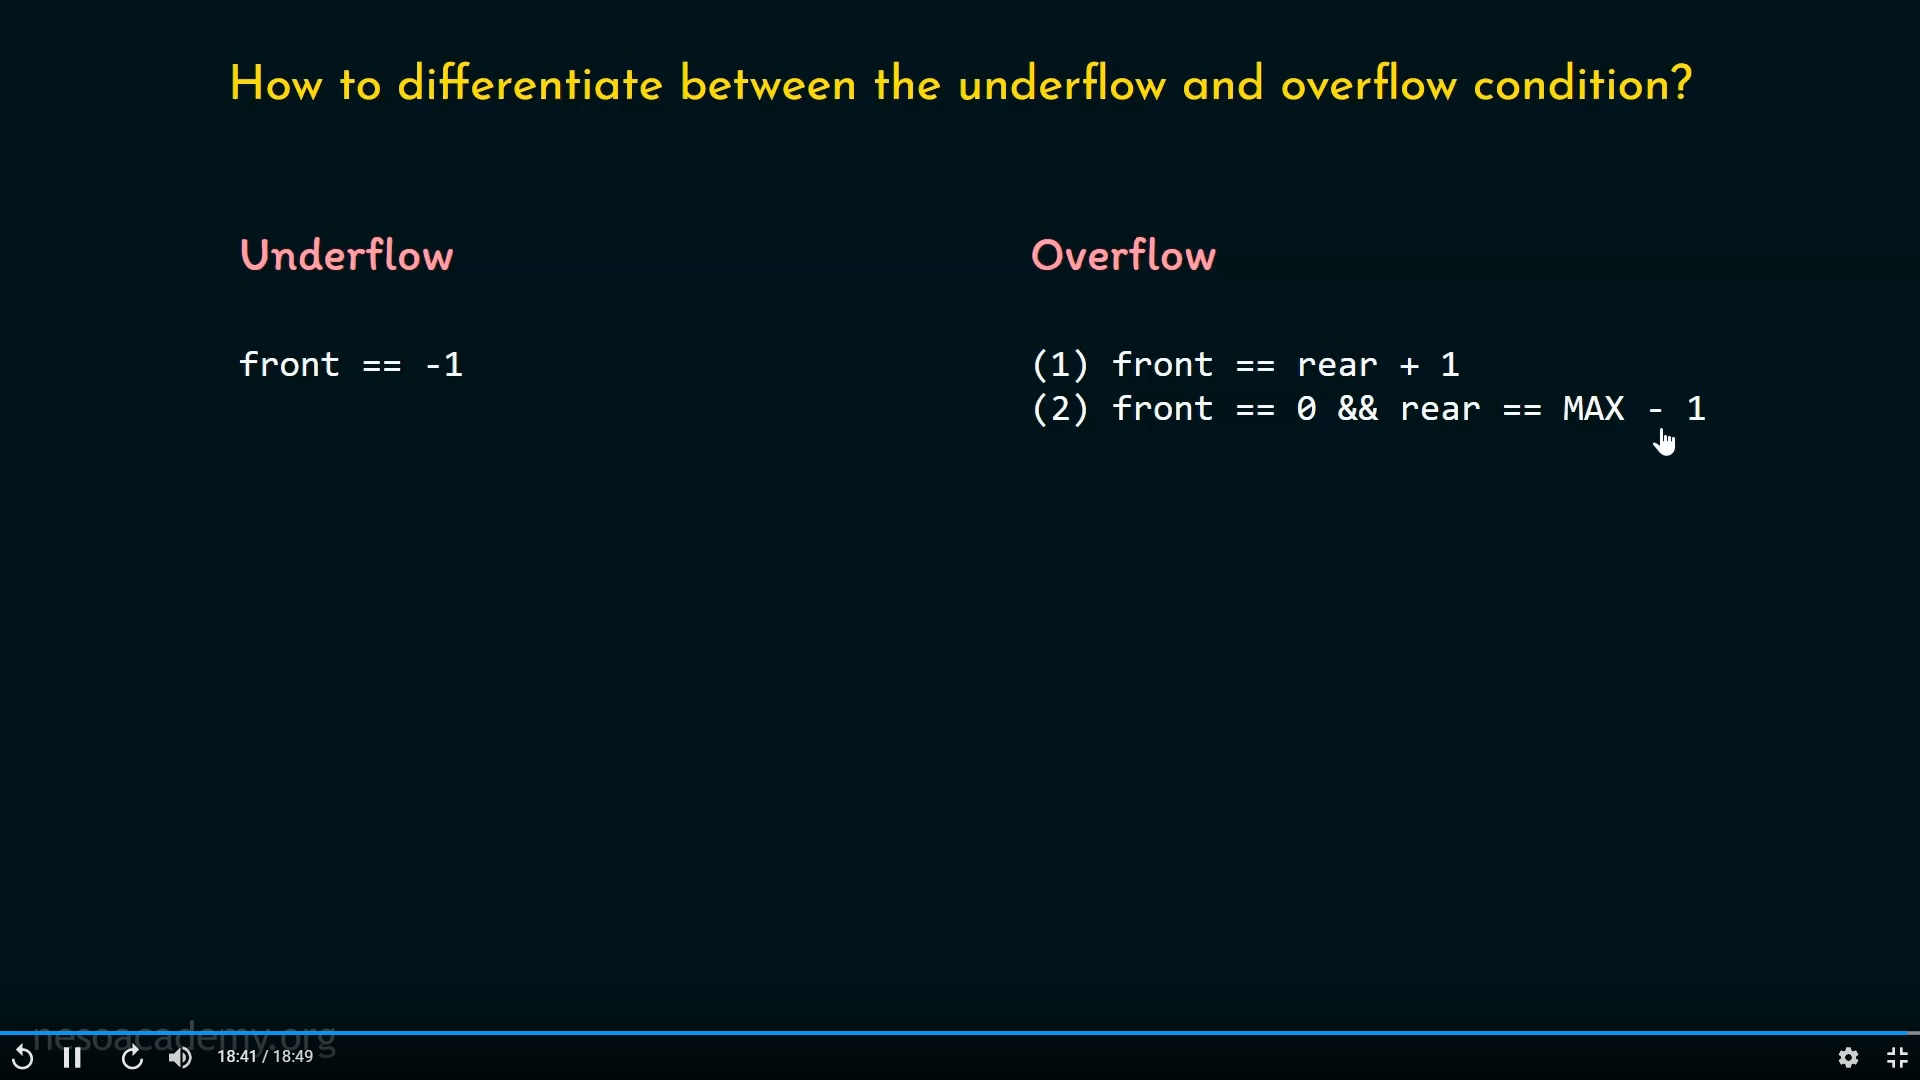 How to differentiate between the underflow and overflow condition?
Underflow
front == -1
Overflow
(1) front == rear + 1
(2) front == 0 && rear == MAX - 1
nesoacademy.org
18:41 / 18:49